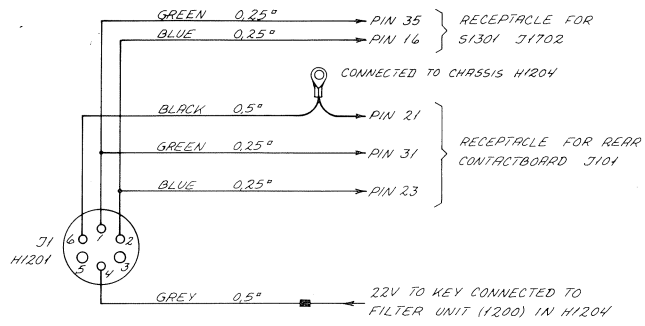 GREEN 0,25▫ PIN 35 RECEPTACLE FOR
BLUE 0,25▫ PIN 16 S1301 J1702
CONNECTED TO CHASSIS H1204
BLACK 0,5▫ PIN 21
GREEN 0,25▫ PIN 31 RECEPTACLE FOR REAR
CONTACTBOARD J101
BLUE 0,25▫ PIN 23
J1
H1201
6 1 2
5 4 3
GREY 0,5▫ 22V TO KEY CONNECTED TO
FILTER UNIT (1200) IN H1204